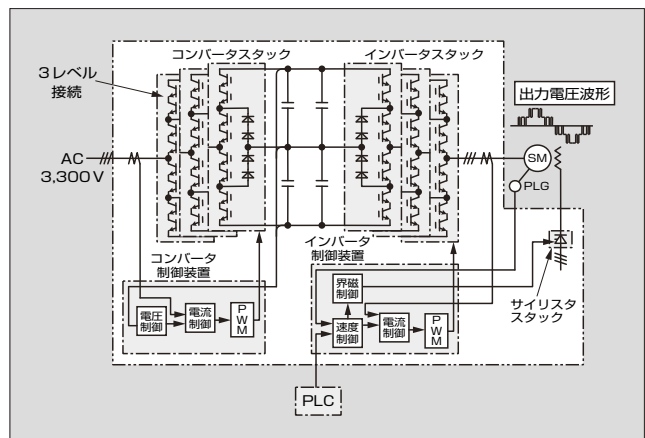 コンバータスタック
インバータスタック
3レベル
接続
出力電圧波形
AC
3,300V
SM
PLG
コンバータ
制御装置
インバータ
制御装置
電圧
制御
電流
制御
PWM
界磁
制御
速度
制御
電流
制御
PWM
サイリスタ
スタック
PLC